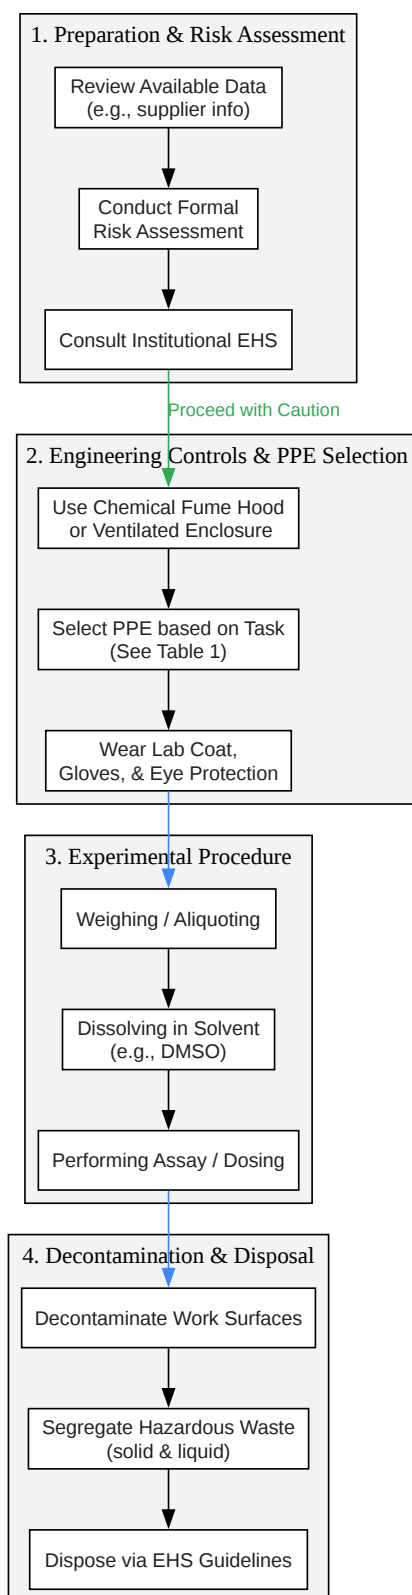 1. Preparation & Risk Assessment
Review Available Data
(e.g., supplier info)
Conduct Formal
Risk Assessment
Consult Institutional EHS
Proceed with Caution
2. Engineering Controls & PPE Selection
Use Chemical Fume Hood
or Ventilated Enclosure
Select PPE based on Task
(See Table 1)
Wear Lab Coat,
Gloves, & Eye Protection
3. Experimental Procedure
Weighing / Aliquoting
Dissolving in Solvent
(e.g., DMSO)
Performing Assay / Dosing
4. Decontamination & Disposal
Decontaminate Work Surfaces
Segregate Hazardous Waste
(solid & liquid)
Dispose via EHS Guidelines